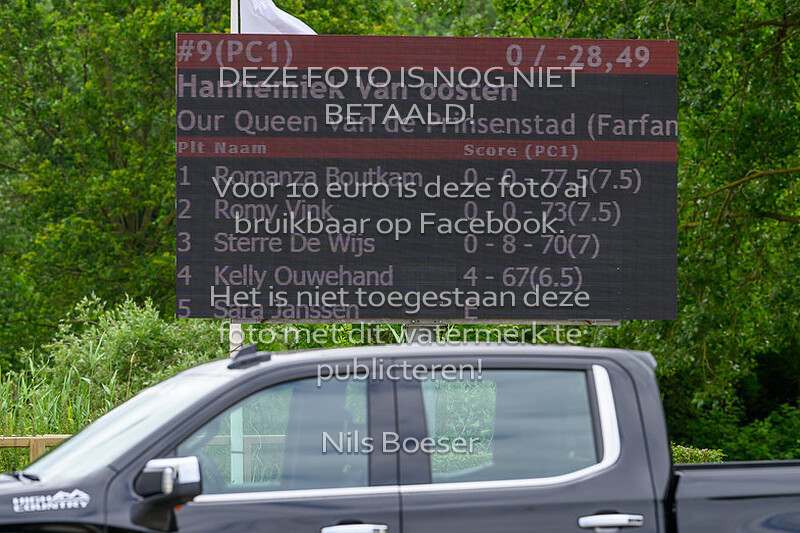 #9(PC1) 0 / -28,49
DEZE FOTO IS NOG NIET
Hannemiek Van oosten
BETAALD!
Our Queen van de Prinsenstad (Farfan
Plt Naam Score (PC1)
1 Romanza Boutkam 0 - 0 - 77.5(7.5)
Voor 10 euro is deze foto al
2 Romy Vink 0 - 0 - 73(7.5)
bruikbaar op Facebook.
3 Sterre De Wijs 0 - 8 - 70(7)
4 Kelly Ouwehand 4 - 67(6.5)
Het is niet toegestaan deze
5 Sara Janssen E
foto met dit watermerk te
publiceren!
Nils Boeser
HIGH
COUNTRY